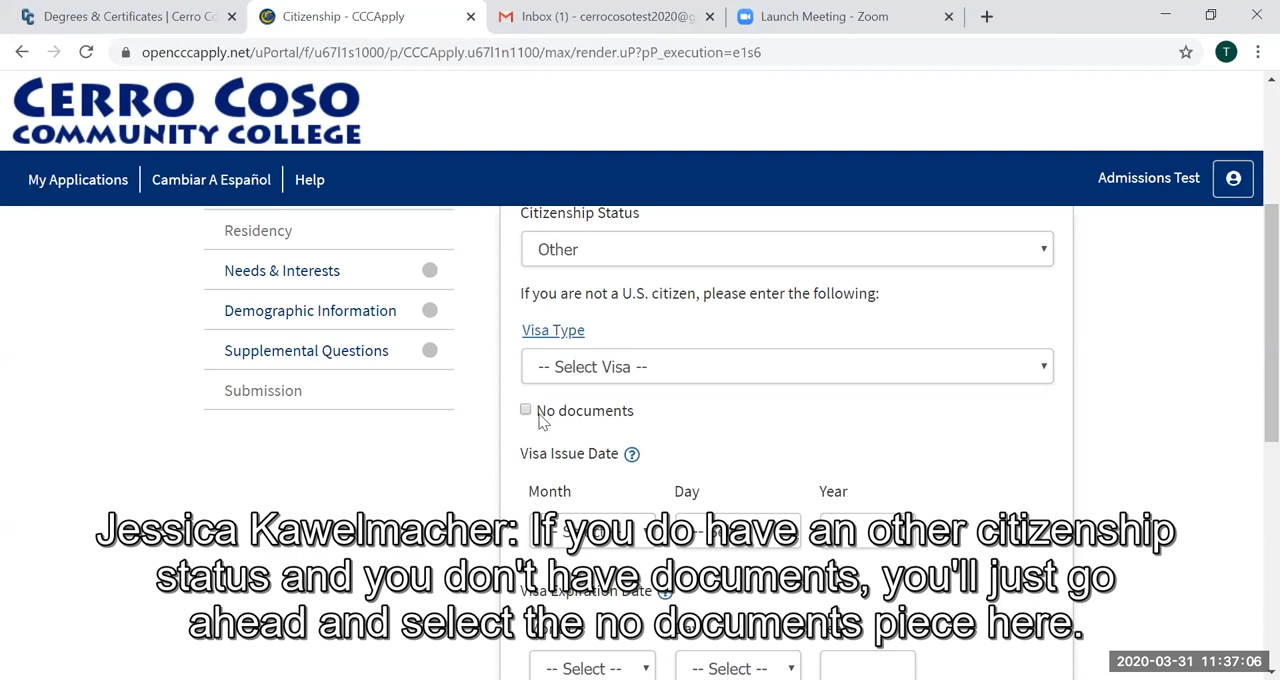 Degrees & Certificates | Cerro Co
Citizenship - CCCApply
Inbox (1) - cerrocosotest2020@g
Launch Meeting - Zoom
opencccapply.net/uPortal/f/u67l1s1000/p/CCCApply.u67l1n1100/max/render.uP?pP_execution=e1s6
T
CERRO COSO
COMMUNITY COLLEGE
My Applications
Cambiar A Español
Help
Admissions Test
Residency
Needs & Interests
Demographic Information
Supplemental Questions
Submission
Citizenship Status
Other
If you are not a U.S. citizen, please enter the following:
Visa Type
-- Select Visa --
No documents
Visa Issue Date ?
Month Day Year
Jessica Kawelmacher: If you do have an other citizenship
status and you don't have documents, you'll just go
ahead and select the no documents piece here.
Visa Expiration Date
-- Select -- -- Select --
2020-03-31 11:37:06